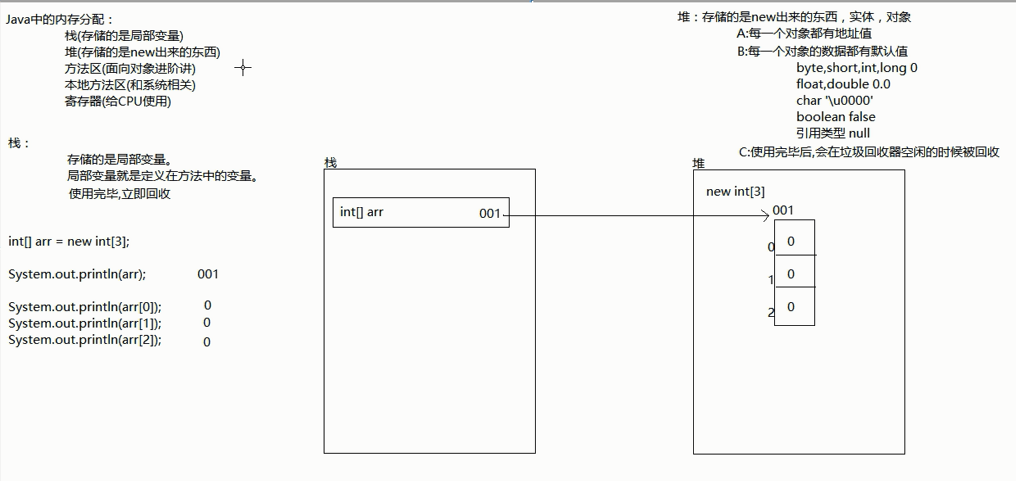 Java中的内存分配：
栈(存储的是局部变量)
堆(存储的是new出来的东西)
方法区(面向对象进阶讲)
本地方法区(和系统相关)
寄存器(给CPU使用)
栈：
存储的是局部变量。
局部变量就是定义在方法中的变量。
使用完毕,立即回收
int[] arr = new int[3];
System.out.println(arr); 001
System.out.println(arr[0]); 0
System.out.println(arr[1]); 0
System.out.println(arr[2]); 0
栈
int[] arr 001
堆：存储的是new出来的东西，实体，对象
A:每一个对象都有地址值
B:每一个对象的数据都有默认值
byte,short,int,long 0
float,double 0.0
char '\u0000'
boolean false
引用类型 null
C:使用完毕后,会在垃圾回收器空闲的时候被回收
堆
new int[3]
001
0 0
1 0
2 0